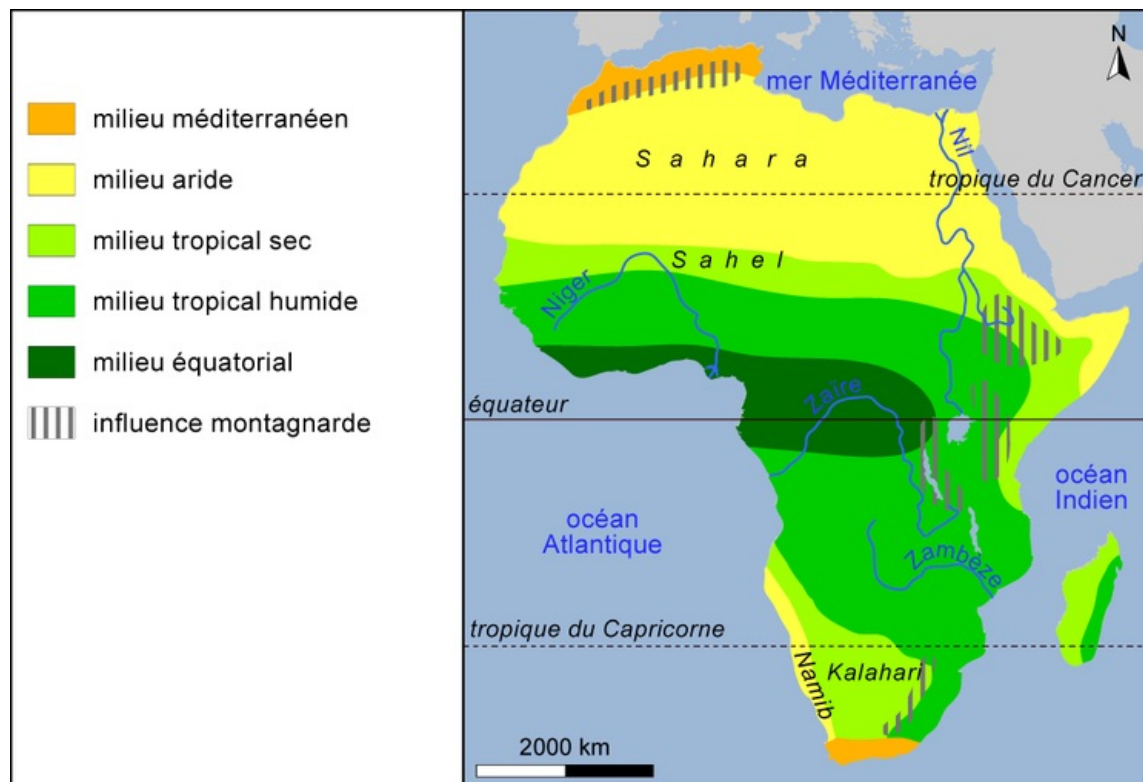 milieu méditerranéen
milieu aride
milieu tropical sec
milieu tropical humide
milieu équatorial
influence montagnarde
N
mer Méditerranée
Nil
Sahara
tropique du Cancer
Sahel
Niger
Zaïre
équateur
océan
Indien
océan
Atlantique
Zambèze
tropique du Capricorne
Kalahari
Namib
2000 km